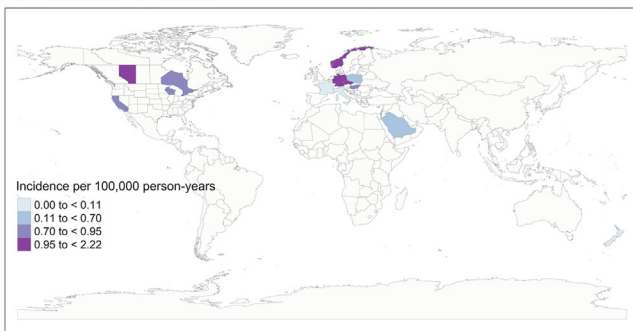 Incidence per 100,000 person-years
0.00 to < 0.11
0.11 to < 0.70
0.70 to < 0.95
0.95 to < 2.22